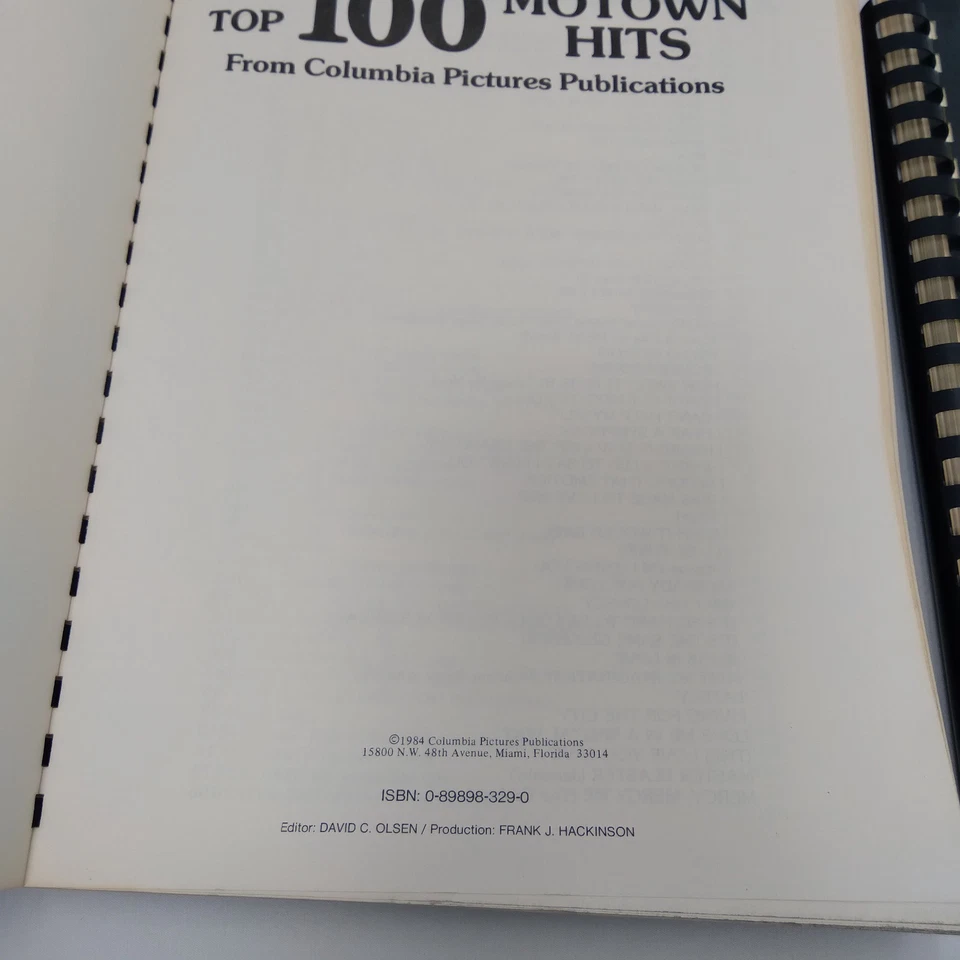 TOP 100 MOTOWN HITS
From Columbia Pictures Publications
©1984 Columbia Pictures Publications
15800 N.W. 48th Avenue, Miami, Florida 33014
ISBN: 0-89898-329-0
Editor: DAVID C. OLSEN / Production: FRANK J. HACKINSON